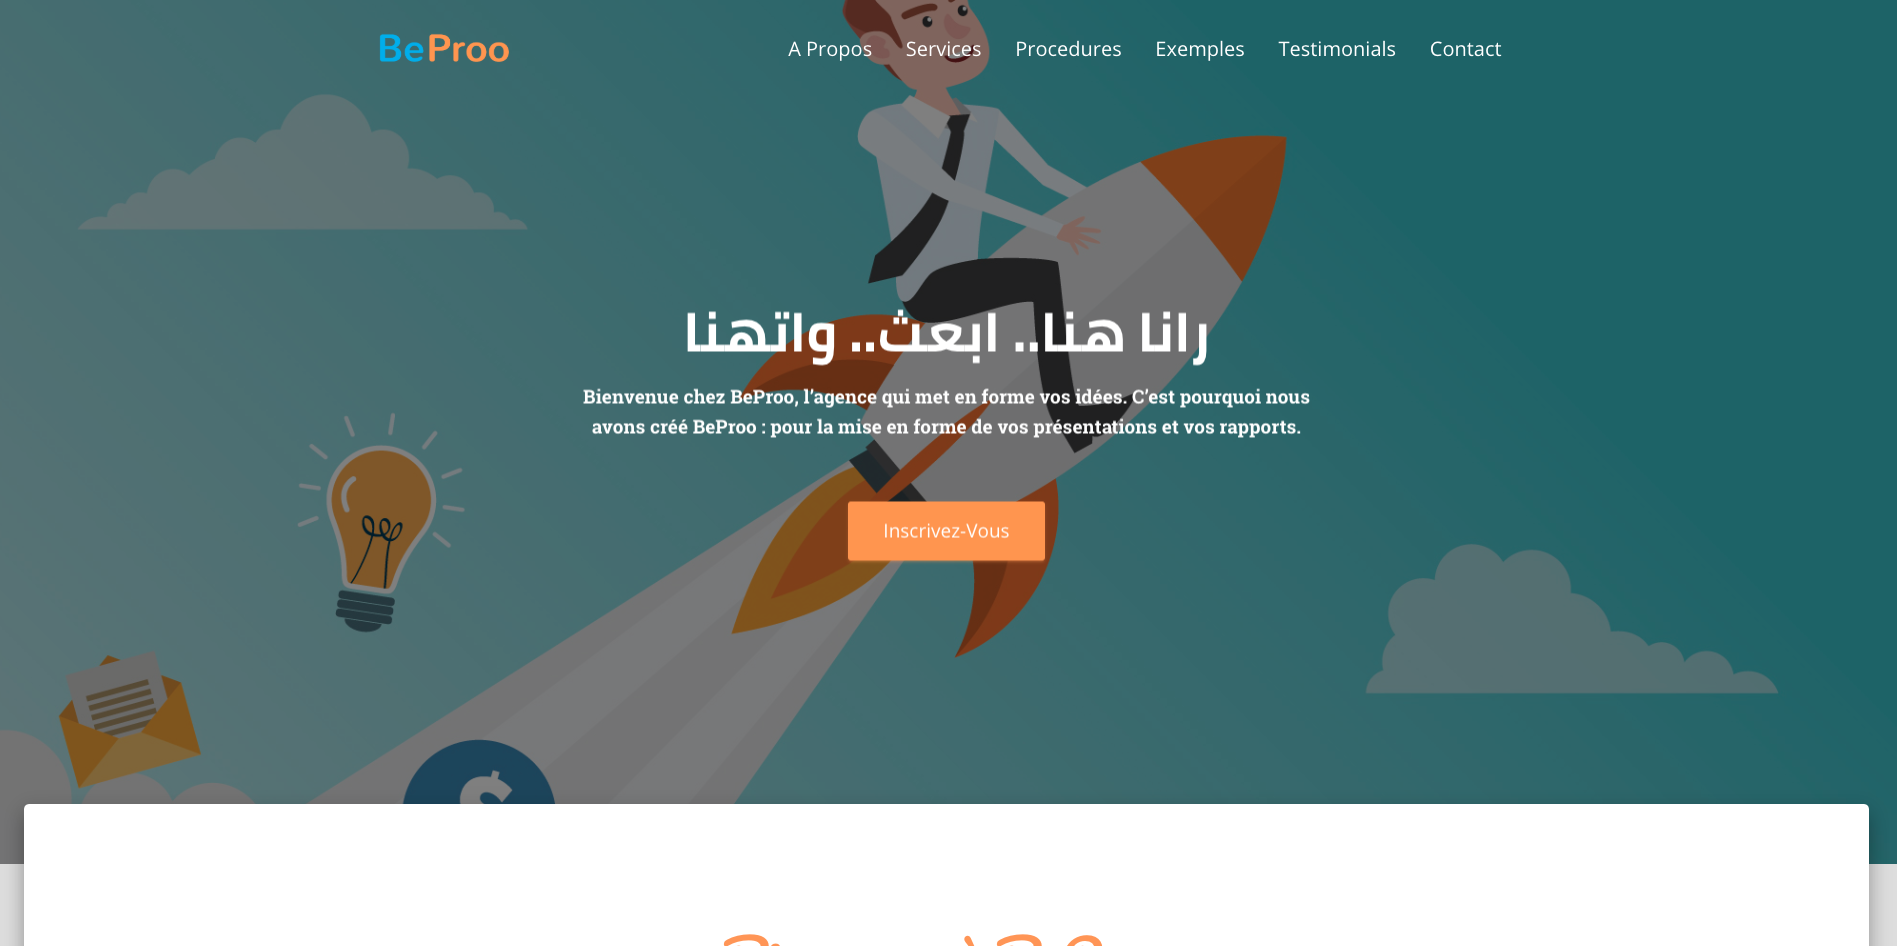 BeProo
A Propos Services Procedures Exemples Testimonials Contact
رانا هنا.. ابعث.. واتهنا
Bienvenue chez BeProo, l’agence qui met en forme vos idées. C’est pourquoi nous
avons créé BeProo : pour la mise en forme de vos présentations et vos rapports.
Inscrivez-Vous
$